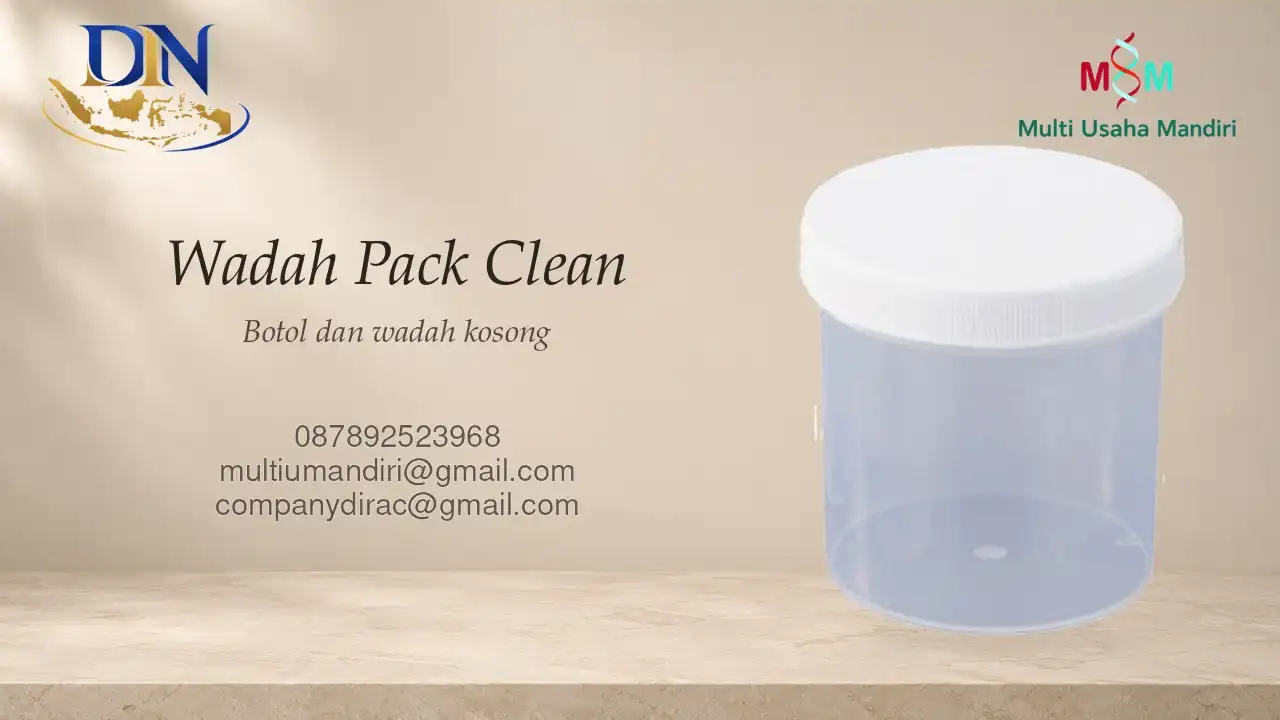 DN
MSM
Multi Usaha Mandiri
Wadah Pack Clean
Botol dan wadah kosong
087892523968
multiumandiri@gmail.com
companydirac@gmail.com